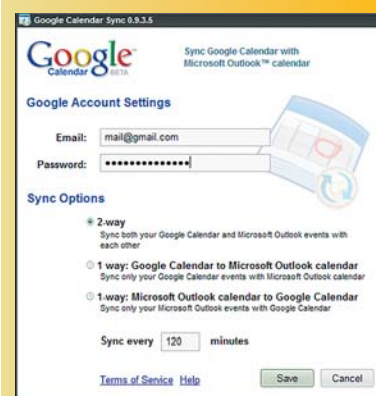 Google Calendar Sync 0.9.3.5
Google
Calendar BETA
Sync Google Calendar with
Microsoft Outlook™ calendar
Google Account Settings
Email: mail@gmail.com
Password: ••••••••••••••
Sync Options
2-way
Sync both your Google Calendar and Microsoft Outlook events with
each other
1 way: Google Calendar to Microsoft Outlook calendar
Sync only your Google Calendar events with Microsoft Outlook calendar
1-way: Microsoft Outlook calendar to Google Calendar
Sync only your Microsoft Outlook events with Google Calendar
Sync every 120 minutes
Terms of Service Help Save Cancel